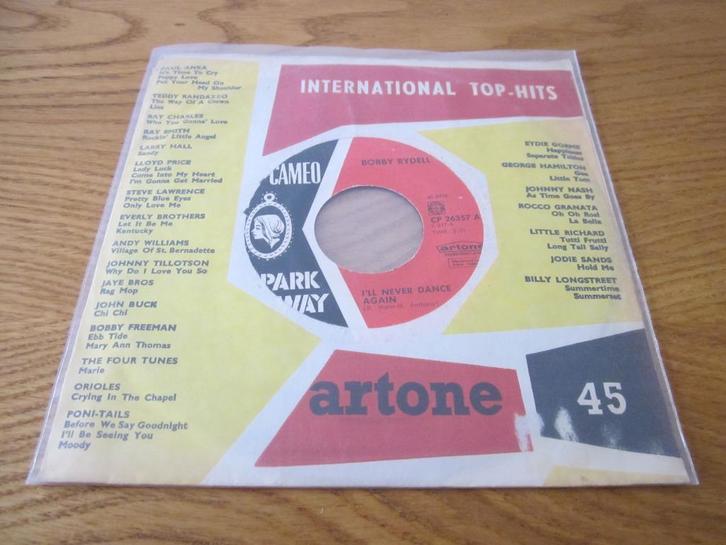 INTERNATIONAL TOP-HITS
PAUL ANKA
It's Time To Cry
Puppy Love
Put Your Head On
My Shoulder
TEDDY RANDAZZO
The Way Of A Clown
Lies
RAY CHARLES
Who You Gonna' Love
RAY SMITH
Rockin' Little Angel
LARRY HALL
Sandy
LLOYD PRICE
Lady Luck
Come Into My Heart
I'm Gonna Get Married
STEVE LAWRENCE
Pretty Blue Eyes
Only Love Me
EVERLY BROTHERS
Let It Be Me
Kentucky
ANDY WILLIAMS
Village Of St. Bernadette
JOHNNY TILLOTSON
Why Do I Love You So
JAYE BROS
Rag Mop
JOHN BUCK
Chi Chi
BOBBY FREEMAN
Ebb Tide
Mary Ann Thomas
THE FOUR TUNES
Marie
ORIOLES
Crying In The Chapel
PONI-TAILS
Before We Say Goodnight
I'll Be Seeing You
Moody
CAMEO
PARK
WAY
BOBBY RYDELL
CP 26357 A
artone
I'LL NEVER DANCE
AGAIN
EYDIE GORME
Happiness
Separate Tables
GEORGE HAMILTON
Gee
Little Tom
JOHNNY NASH
As Time Goes By
ROCCO GRANATA
Oh Oh Rosi
La Bella
LITTLE RICHARD
Tutti Frutti
Long Tall Sally
JODIE SANDS
Hold Me
BILLY LONGSTREET
Summertime
Summerset
artone
45